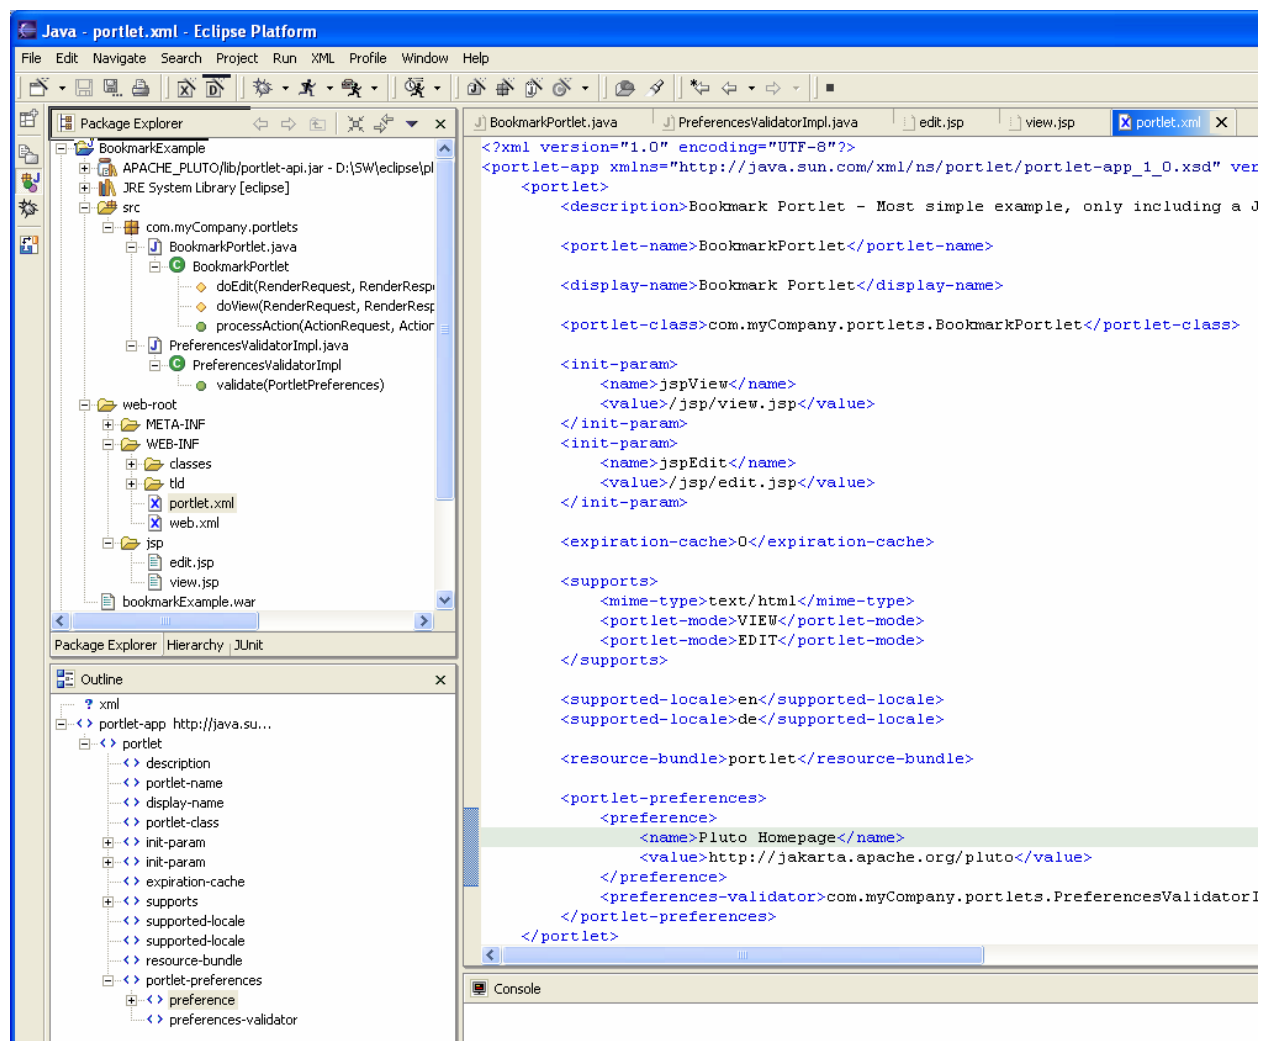 Java - portlet.xml - Eclipse Platform
File Edit Navigate Search Project Run XML Profile Window Help
Package Explorer
BookmarkExample
APACHE_PLUTO/lib/portlet-api.jar - D:\SW\eclipse\pl
JRE System Library [eclipse]
src
com.myCompany.portlets
BookmarkPortlet.java
BookmarkPortlet
doEdit(RenderRequest, RenderRespo
doView(RenderRequest, RenderResp
processAction(ActionRequest, Action
PreferencesValidatorImpl.java
PreferencesValidatorImpl
validate(PortletPreferences)
web-root
META-INF
WEB-INF
classes
tld
portlet.xml
web.xml
jsp
edit.jsp
view.jsp
bookmarkExample.war
Package Explorer Hierarchy JUnit
Outline
? xml
portlet-app http://java.su...
portlet
description
portlet-name
display-name
portlet-class
init-param
init-param
expiration-cache
supports
supported-locale
supported-locale
resource-bundle
portlet-preferences
preference
preferences-validator
BookmarkPortlet.java PreferencesValidatorImpl.java edit.jsp view.jsp portlet.xml
<?xml version="1.0" encoding="UTF-8"?>
<portlet-app xmlns="http://java.sun.com/xml/ns/portlet/portlet-app_1_0.xsd" ver
<portlet>
<description>Bookmark Portlet - Most simple example, only including a J
<portlet-name>BookmarkPortlet</portlet-name>
<display-name>Bookmark Portlet</display-name>
<portlet-class>com.myCompany.portlets.BookmarkPortlet</portlet-class>
<init-param>
<name>jspView</name>
<value>/jsp/view.jsp</value>
</init-param>
<init-param>
<name>jspEdit</name>
<value>/jsp/edit.jsp</value>
</init-param>
<expiration-cache>0</expiration-cache>
<supports>
<mime-type>text/html</mime-type>
<portlet-mode>VIEW</portlet-mode>
<portlet-mode>EDIT</portlet-mode>
</supports>
<supported-locale>en</supported-locale>
<supported-locale>de</supported-locale>
<resource-bundle>portlet</resource-bundle>
<portlet-preferences>
<preference>
<name>Pluto Homepage</name>
<value>http://jakarta.apache.org/pluto</value>
</preference>
<preferences-validator>com.myCompany.portlets.PreferencesValidatorI
</portlet-preferences>
</portlet>
Console